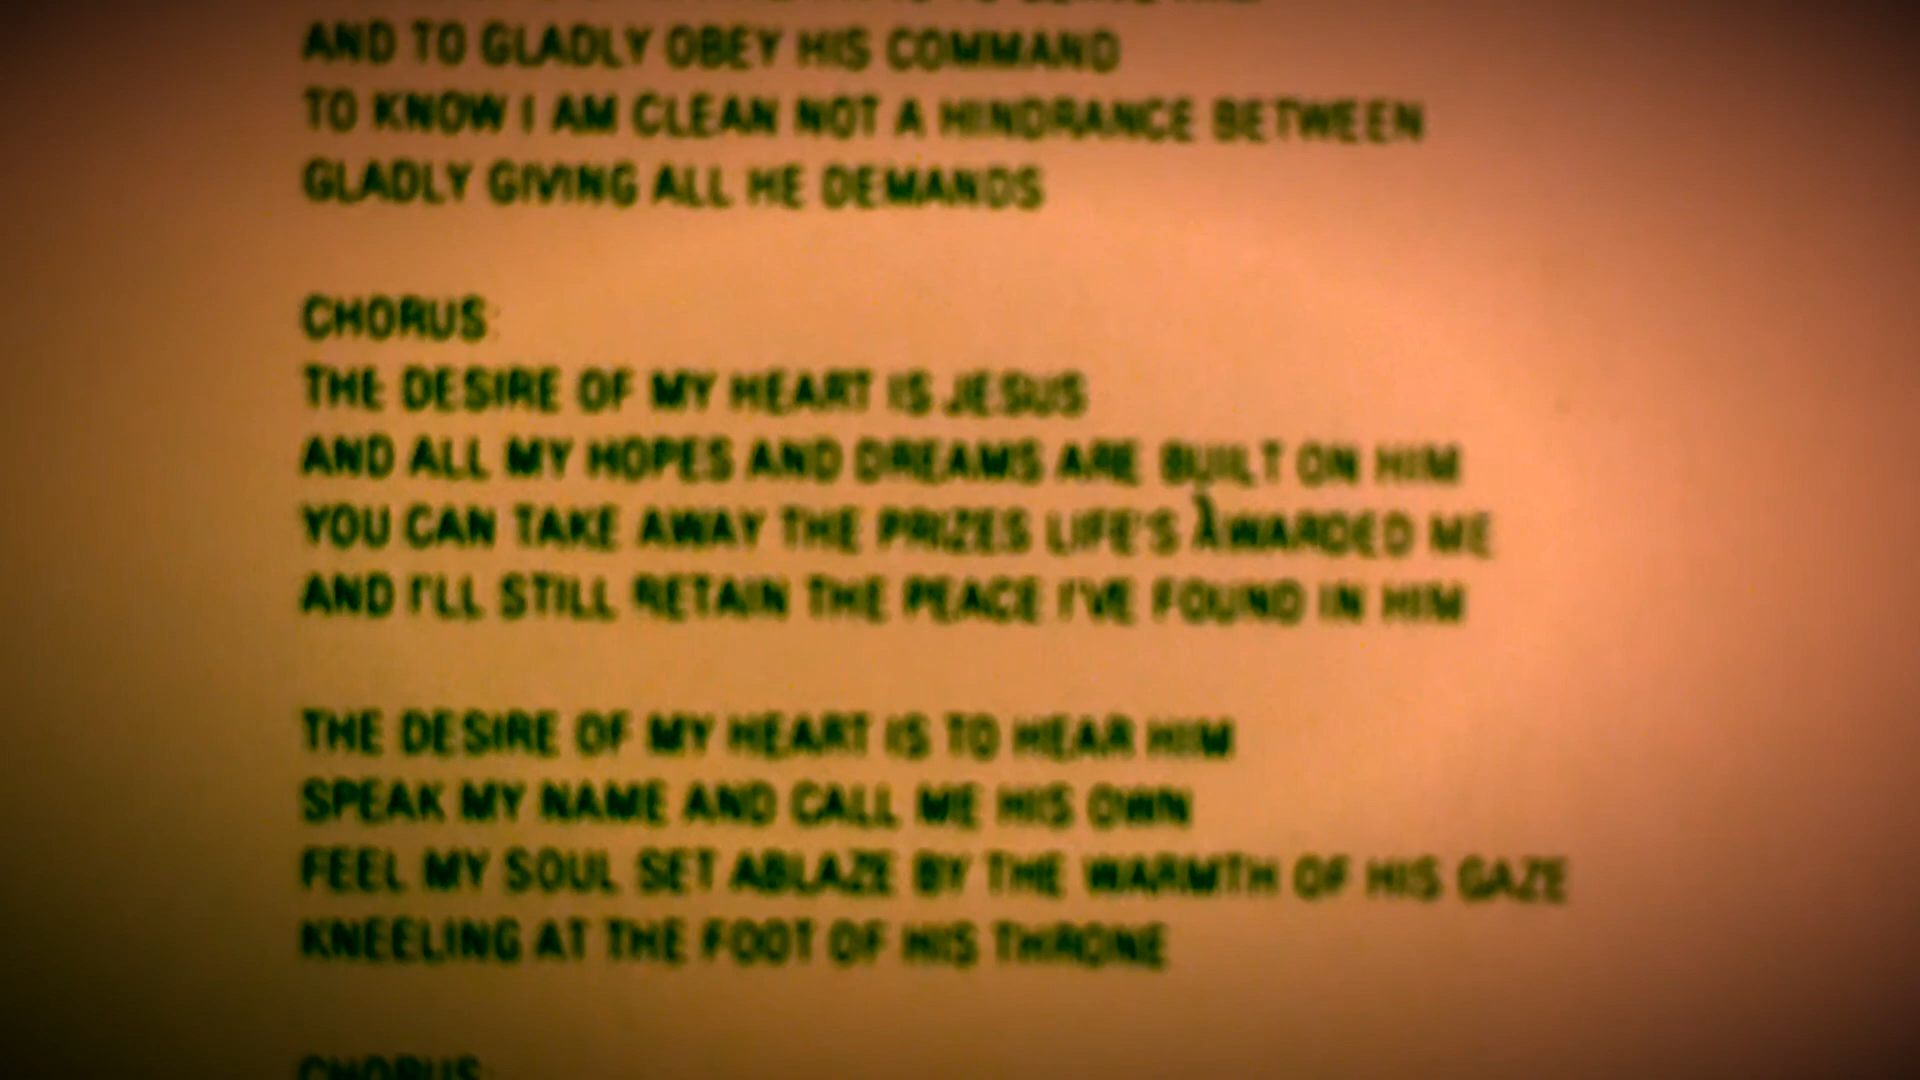 AND TO GLADLY OBEY HIS COMMAND
TO KNOW I AM CLEAN NOT A HINDRANCE BETWEEN
GLADLY GIVING ALL HE DEMANDS
CHORUS:
THE DESIRE OF MY HEART IS JESUS
AND ALL MY HOPES AND DREAMS ARE BUILT ON HIM
YOU CAN TAKE AWAY THE PRIZES LIFE'S AWARDED ME
AND I'LL STILL RETAIN THE PEACE I'VE FOUND IN HIM
THE DESIRE OF MY HEART IS TO HEAR HIM
SPEAK MY NAME AND CALL ME HIS OWN
FEEL MY SOUL SET ABLAZE BY THE WARMTH OF HIS GAZE
KNEELING AT THE FOOT OF HIS THRONE
CHORUS: